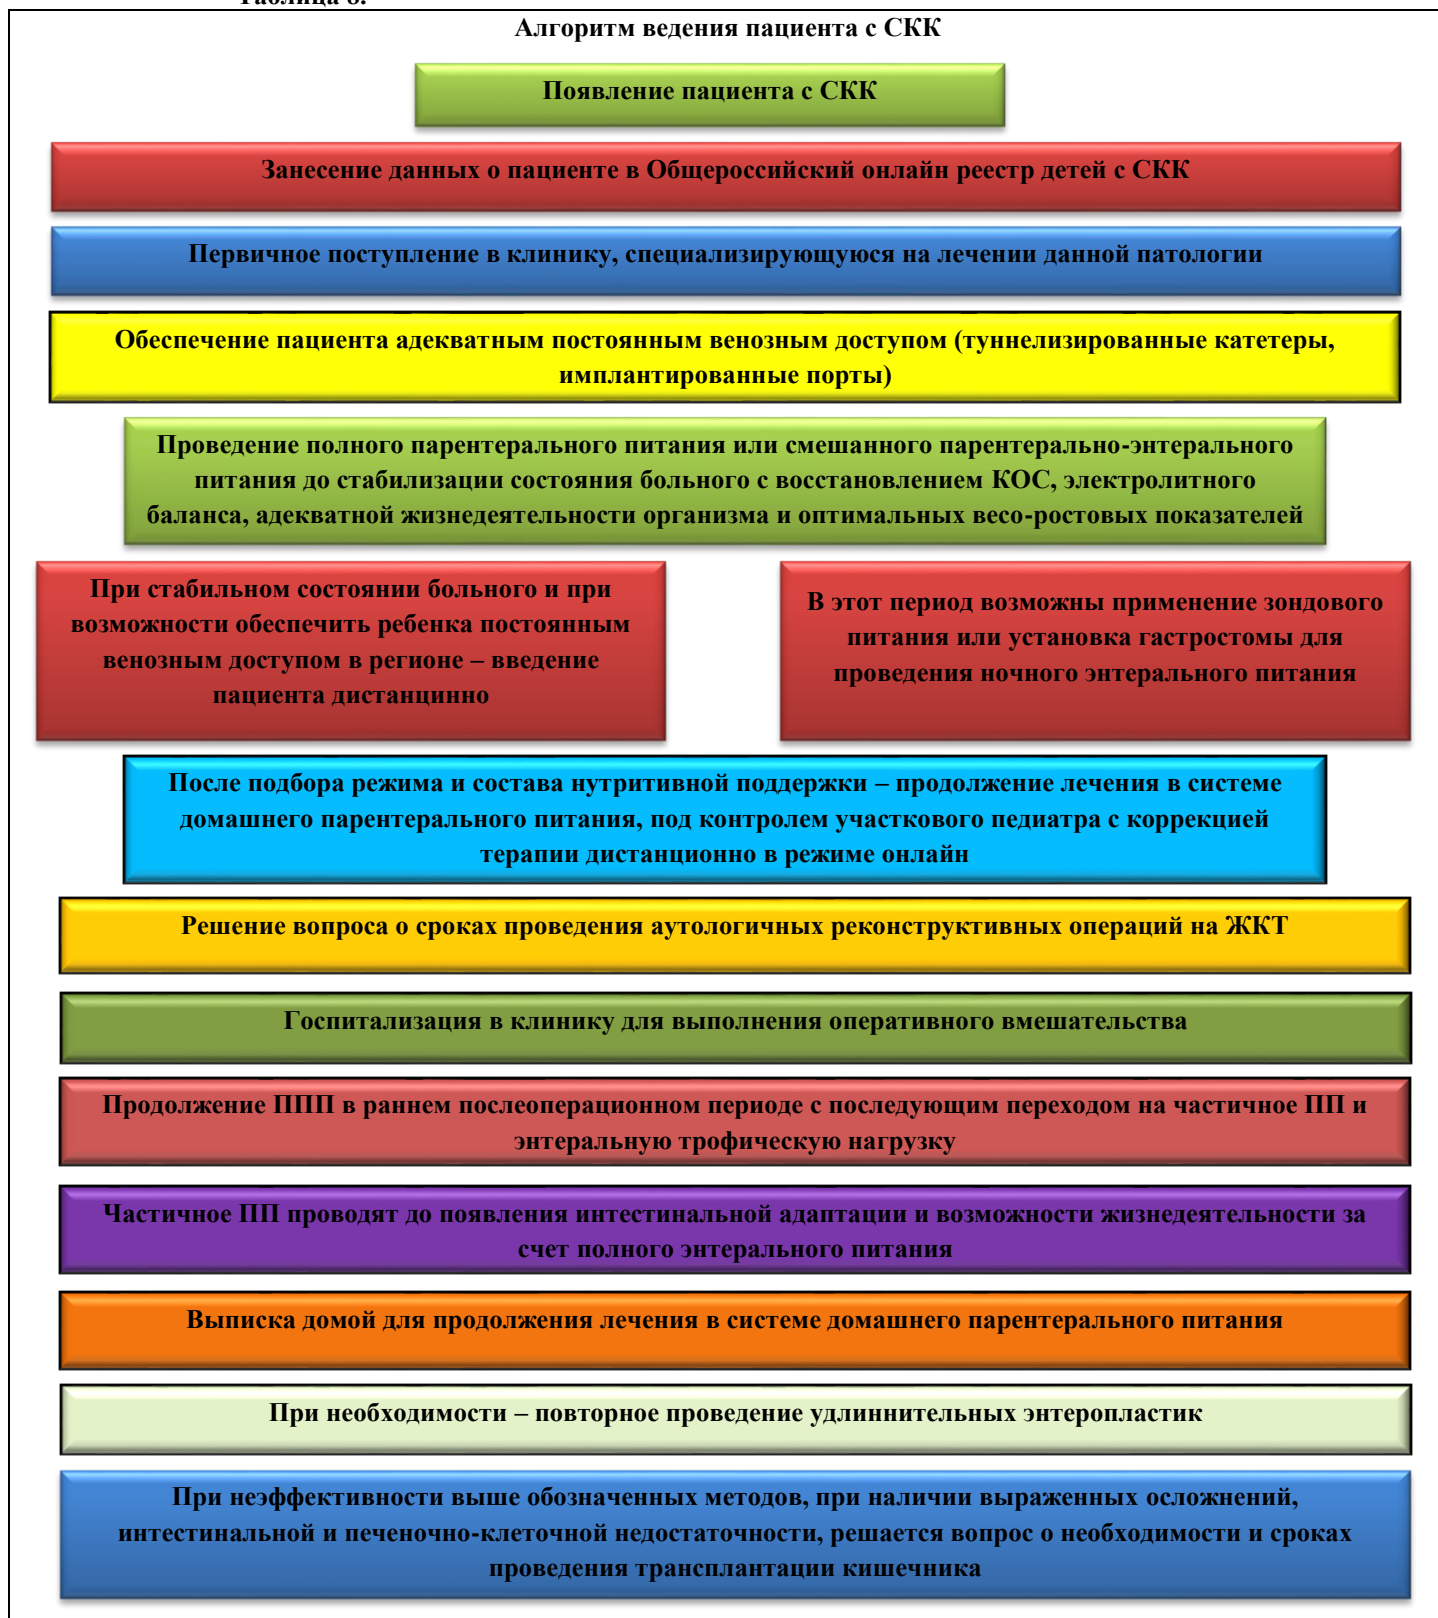 Таблица 8.
Алгоритм ведения пациента с СКК
Появление пациента с СКК
Занесение данных о пациенте в Общероссийский онлайн реестр детей с СКК
Первичное поступление в клинику, специализирующуюся на лечении данной патологии
Обеспечение пациента адекватным постоянным венозным доступом (туннелизированные катетеры,
имплантированные порты)
Проведение полного парентерального питания или смешанного парентерально-энтерального
питания до стабилизации состояния больного с восстановлением КОС, электролитного
баланса, адекватной жизнедеятельности организма и оптимальных весо-ростовых показателей
При стабильном состоянии больного и при
возможности обеспечить ребенка постоянным
венозным доступом в регионе – введение
пациента дистанцинно
В этот период возможны применение зондового
питания или установка гастростомы для
проведения ночного энтерального питания
После подбора режима и состава нутритивной поддержки – продолжение лечения в системе
домашнего парентерального питания, под контролем участкового педиатра с коррекцией
терапии дистанционно в режиме онлайн
Решение вопроса о сроках проведения аутологичных реконструктивных операций на ЖКТ
Госпитализация в клинику для выполнения оперативного вмешательства
Продолжение ППП в раннем послеоперационном периоде с последующим переходом на частичное ПП и
энтеральную трофическую нагрузку
Частичное ПП проводят до появления интестинальной адаптации и возможности жизнедеятельности за
счет полного энтерального питания
Выписка домой для продолжения лечения в системе домашнего парентерального питания
При необходимости – повторное проведение удлиннительных энтеропластик
При неэффективности выше обозначенных методов, при наличии выраженных осложнений,
интестинальной и печеночно-клеточной недостаточности, решается вопрос о необходимости и сроках
проведения трансплантации кишечника